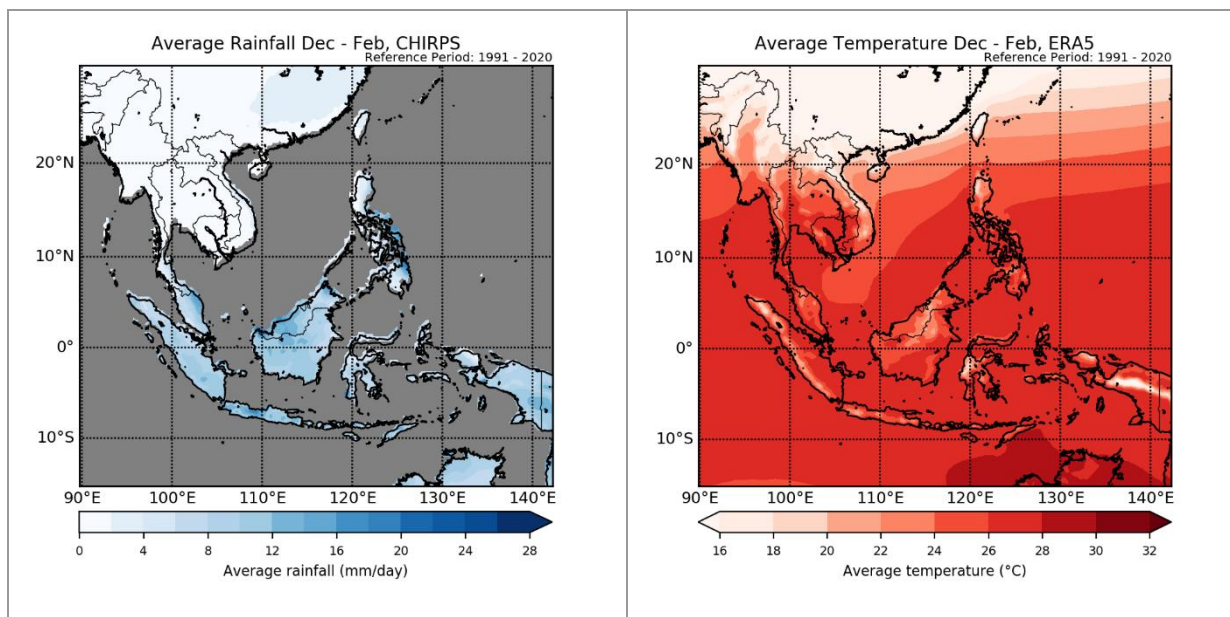 Average Rainfall Dec - Feb, CHIRPS
Reference Period: 1991 - 2020
20°N
10°N
0°
10°S
90°E 100°E 110°E 120°E 130°E 140°E
0 4 8 12 16 20 24 28
Average rainfall (mm/day)
Average Temperature Dec - Feb, ERA5
Reference Period: 1991 - 2020
20°N
10°N
0°
10°S
90°E 100°E 110°E 120°E 130°E 140°E
16 18 20 22 24 26 28 30 32
Average temperature (°C)